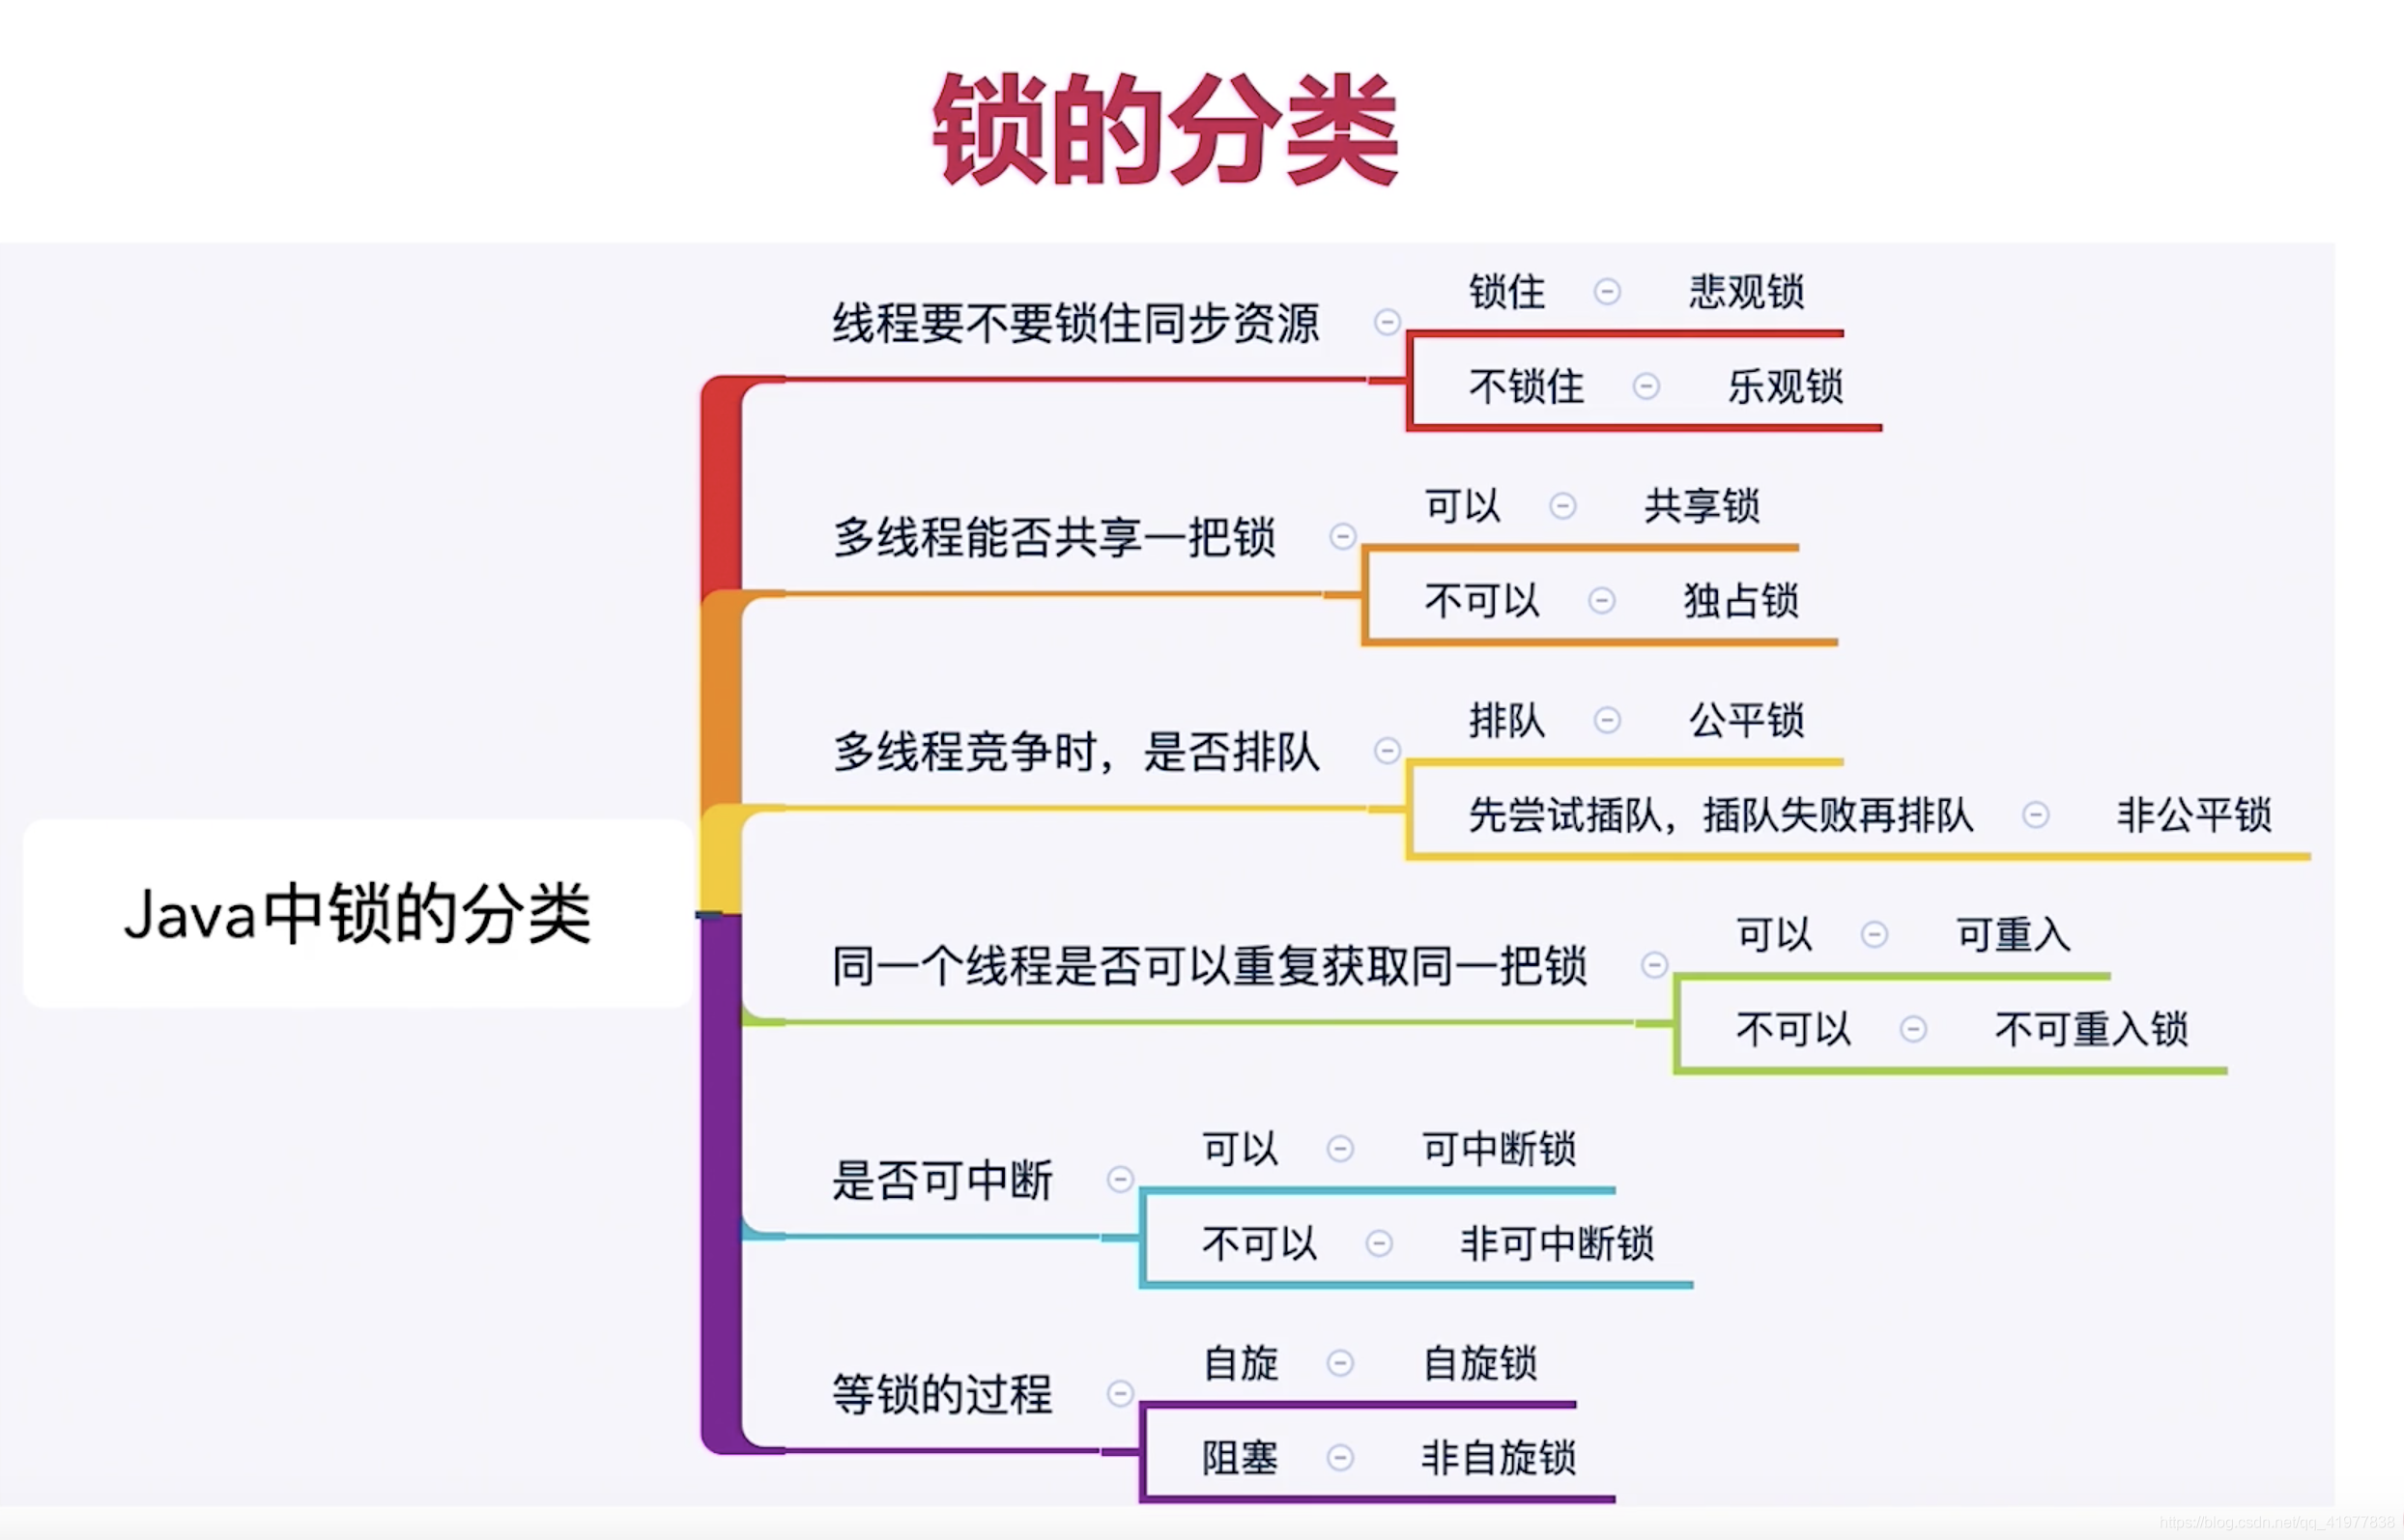 锁的分类
Java中锁的分类
线程要不要锁住同步资源
锁住 悲观锁
不锁住 乐观锁
多线程能否共享一把锁
可以 共享锁
不可以 独占锁
多线程竞争时，是否排队
排队 公平锁
先尝试插队，插队失败再排队 非公平锁
同一个线程是否可以重复获取同一把锁
可以 可重入
不可以 不可重入锁
是否可中断
可以 可中断锁
不可以 非可中断锁
等锁的过程
自旋 自旋锁
阻塞 非自旋锁
https://blog.csdn.net/qq_41977838